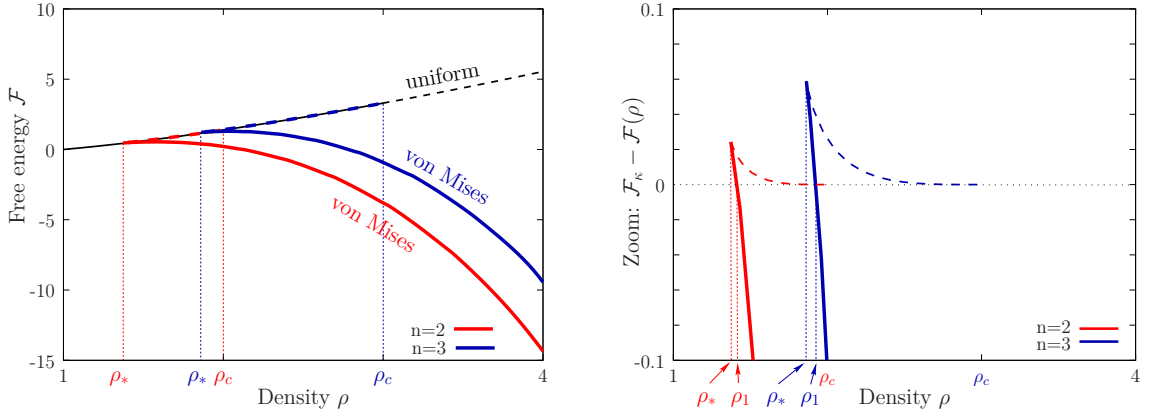 10
5
0
-5
-10
-15
Free energy ℱ
uniform
von Mises
von Mises
n=2
n=3
1
ρ*
ρ*
ρc
ρc
4
Density ρ
0.1
0
-0.1
Zoom: ℱκ − ℱ(ρ)
n=2
n=3
1
ρc
ρc
4
ρ* ρ1 ρ* ρ1
Density ρ